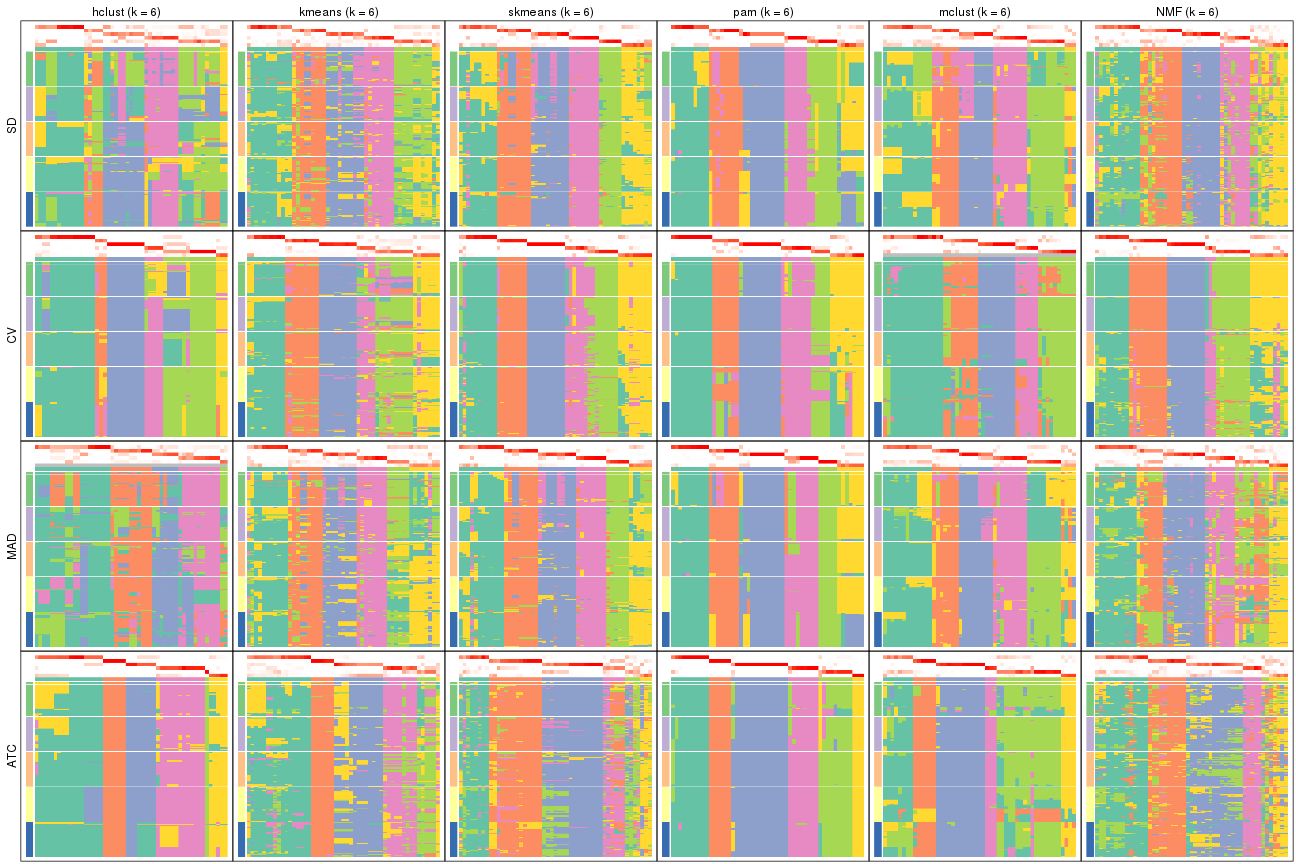 hclust (k = 6) kmeans (k = 6) skmeans (k = 6) pam (k = 6) mclust (k = 6) NMF (k = 6)
SD
CV
MAD
ATC